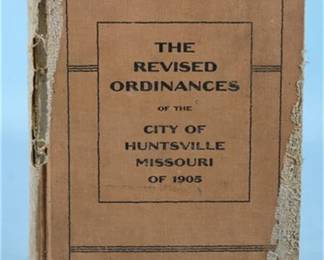 THE
REVISED
ORDINANCES
OF THE
CITY OF
HUNTSVILLE
MISSOURI
OF 1905